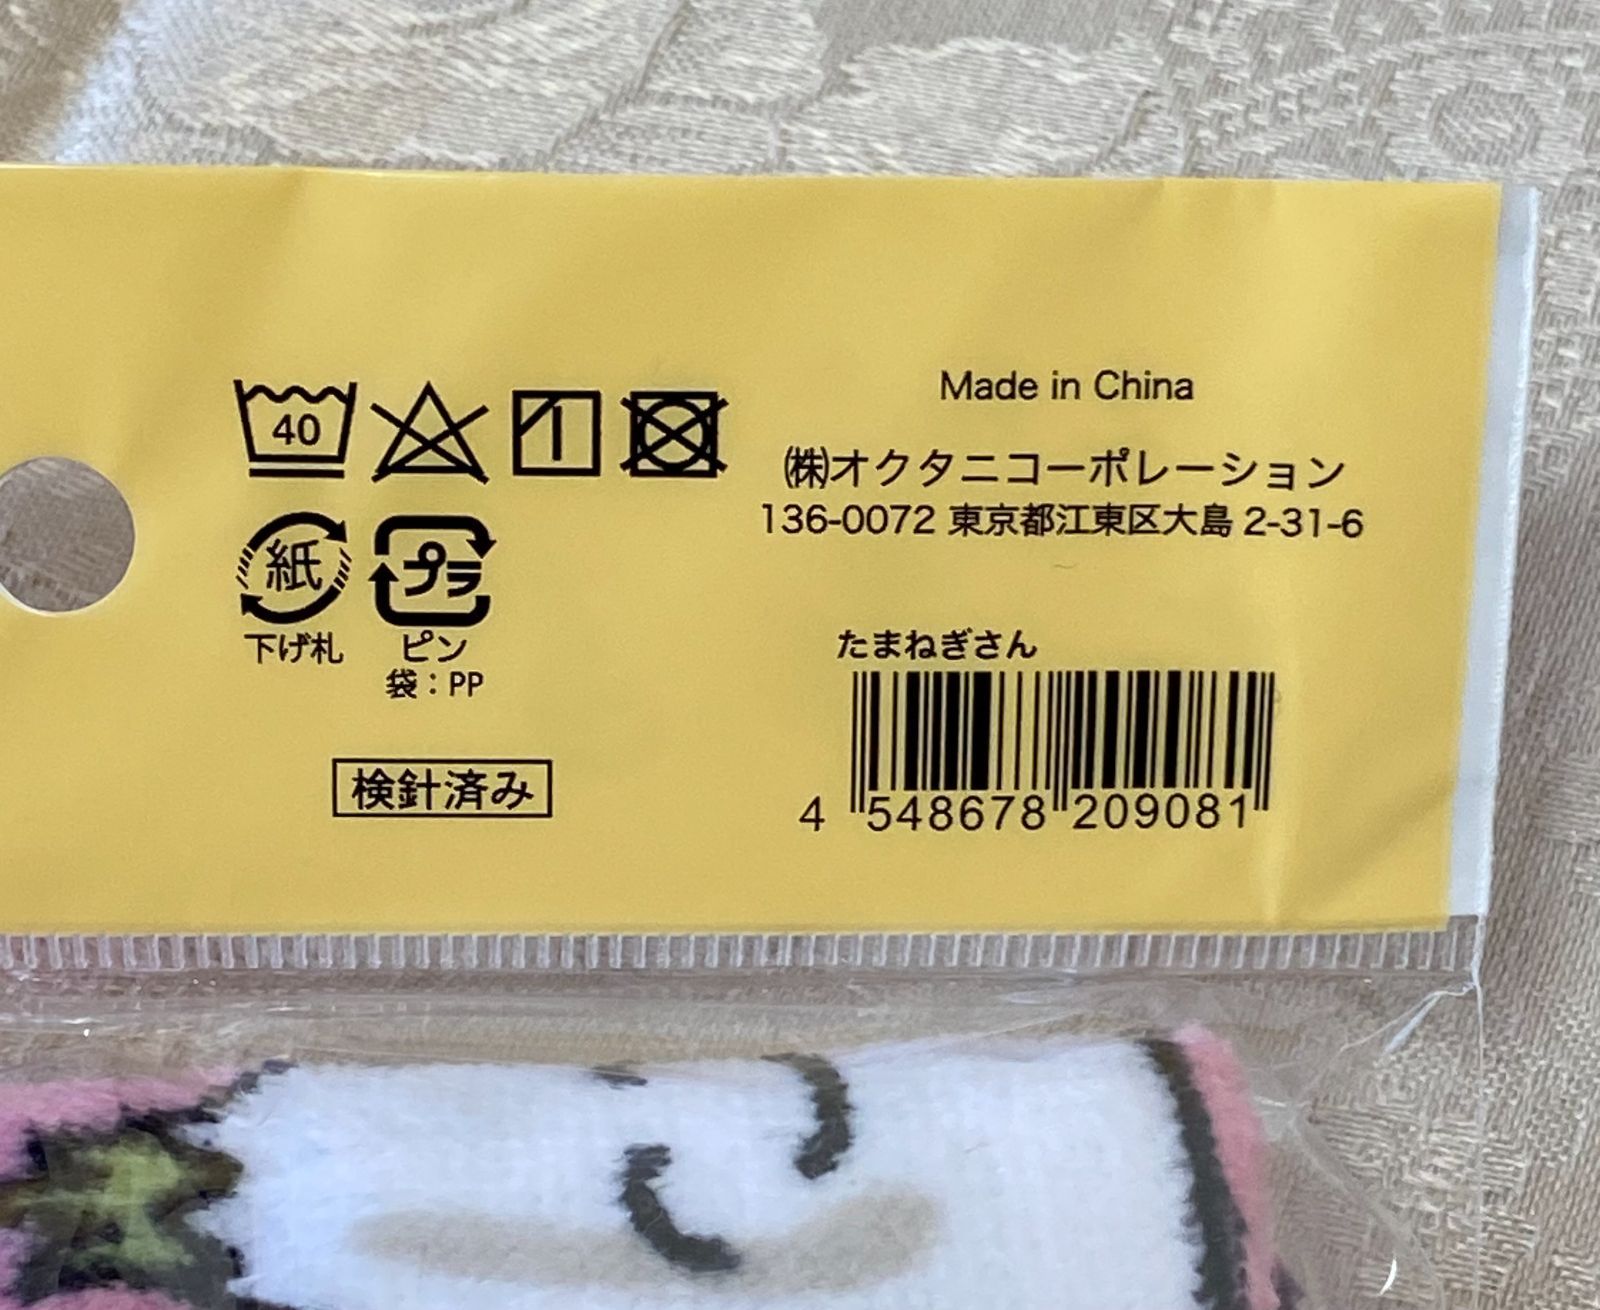 40
Made in China
㈱オクタニコーポレーション
136-0072 東京都江東区大島 2-31-6
紙
プラ
下げ札
ピン
袋：PP
たまねぎさん
検針済み
4 548678 209081